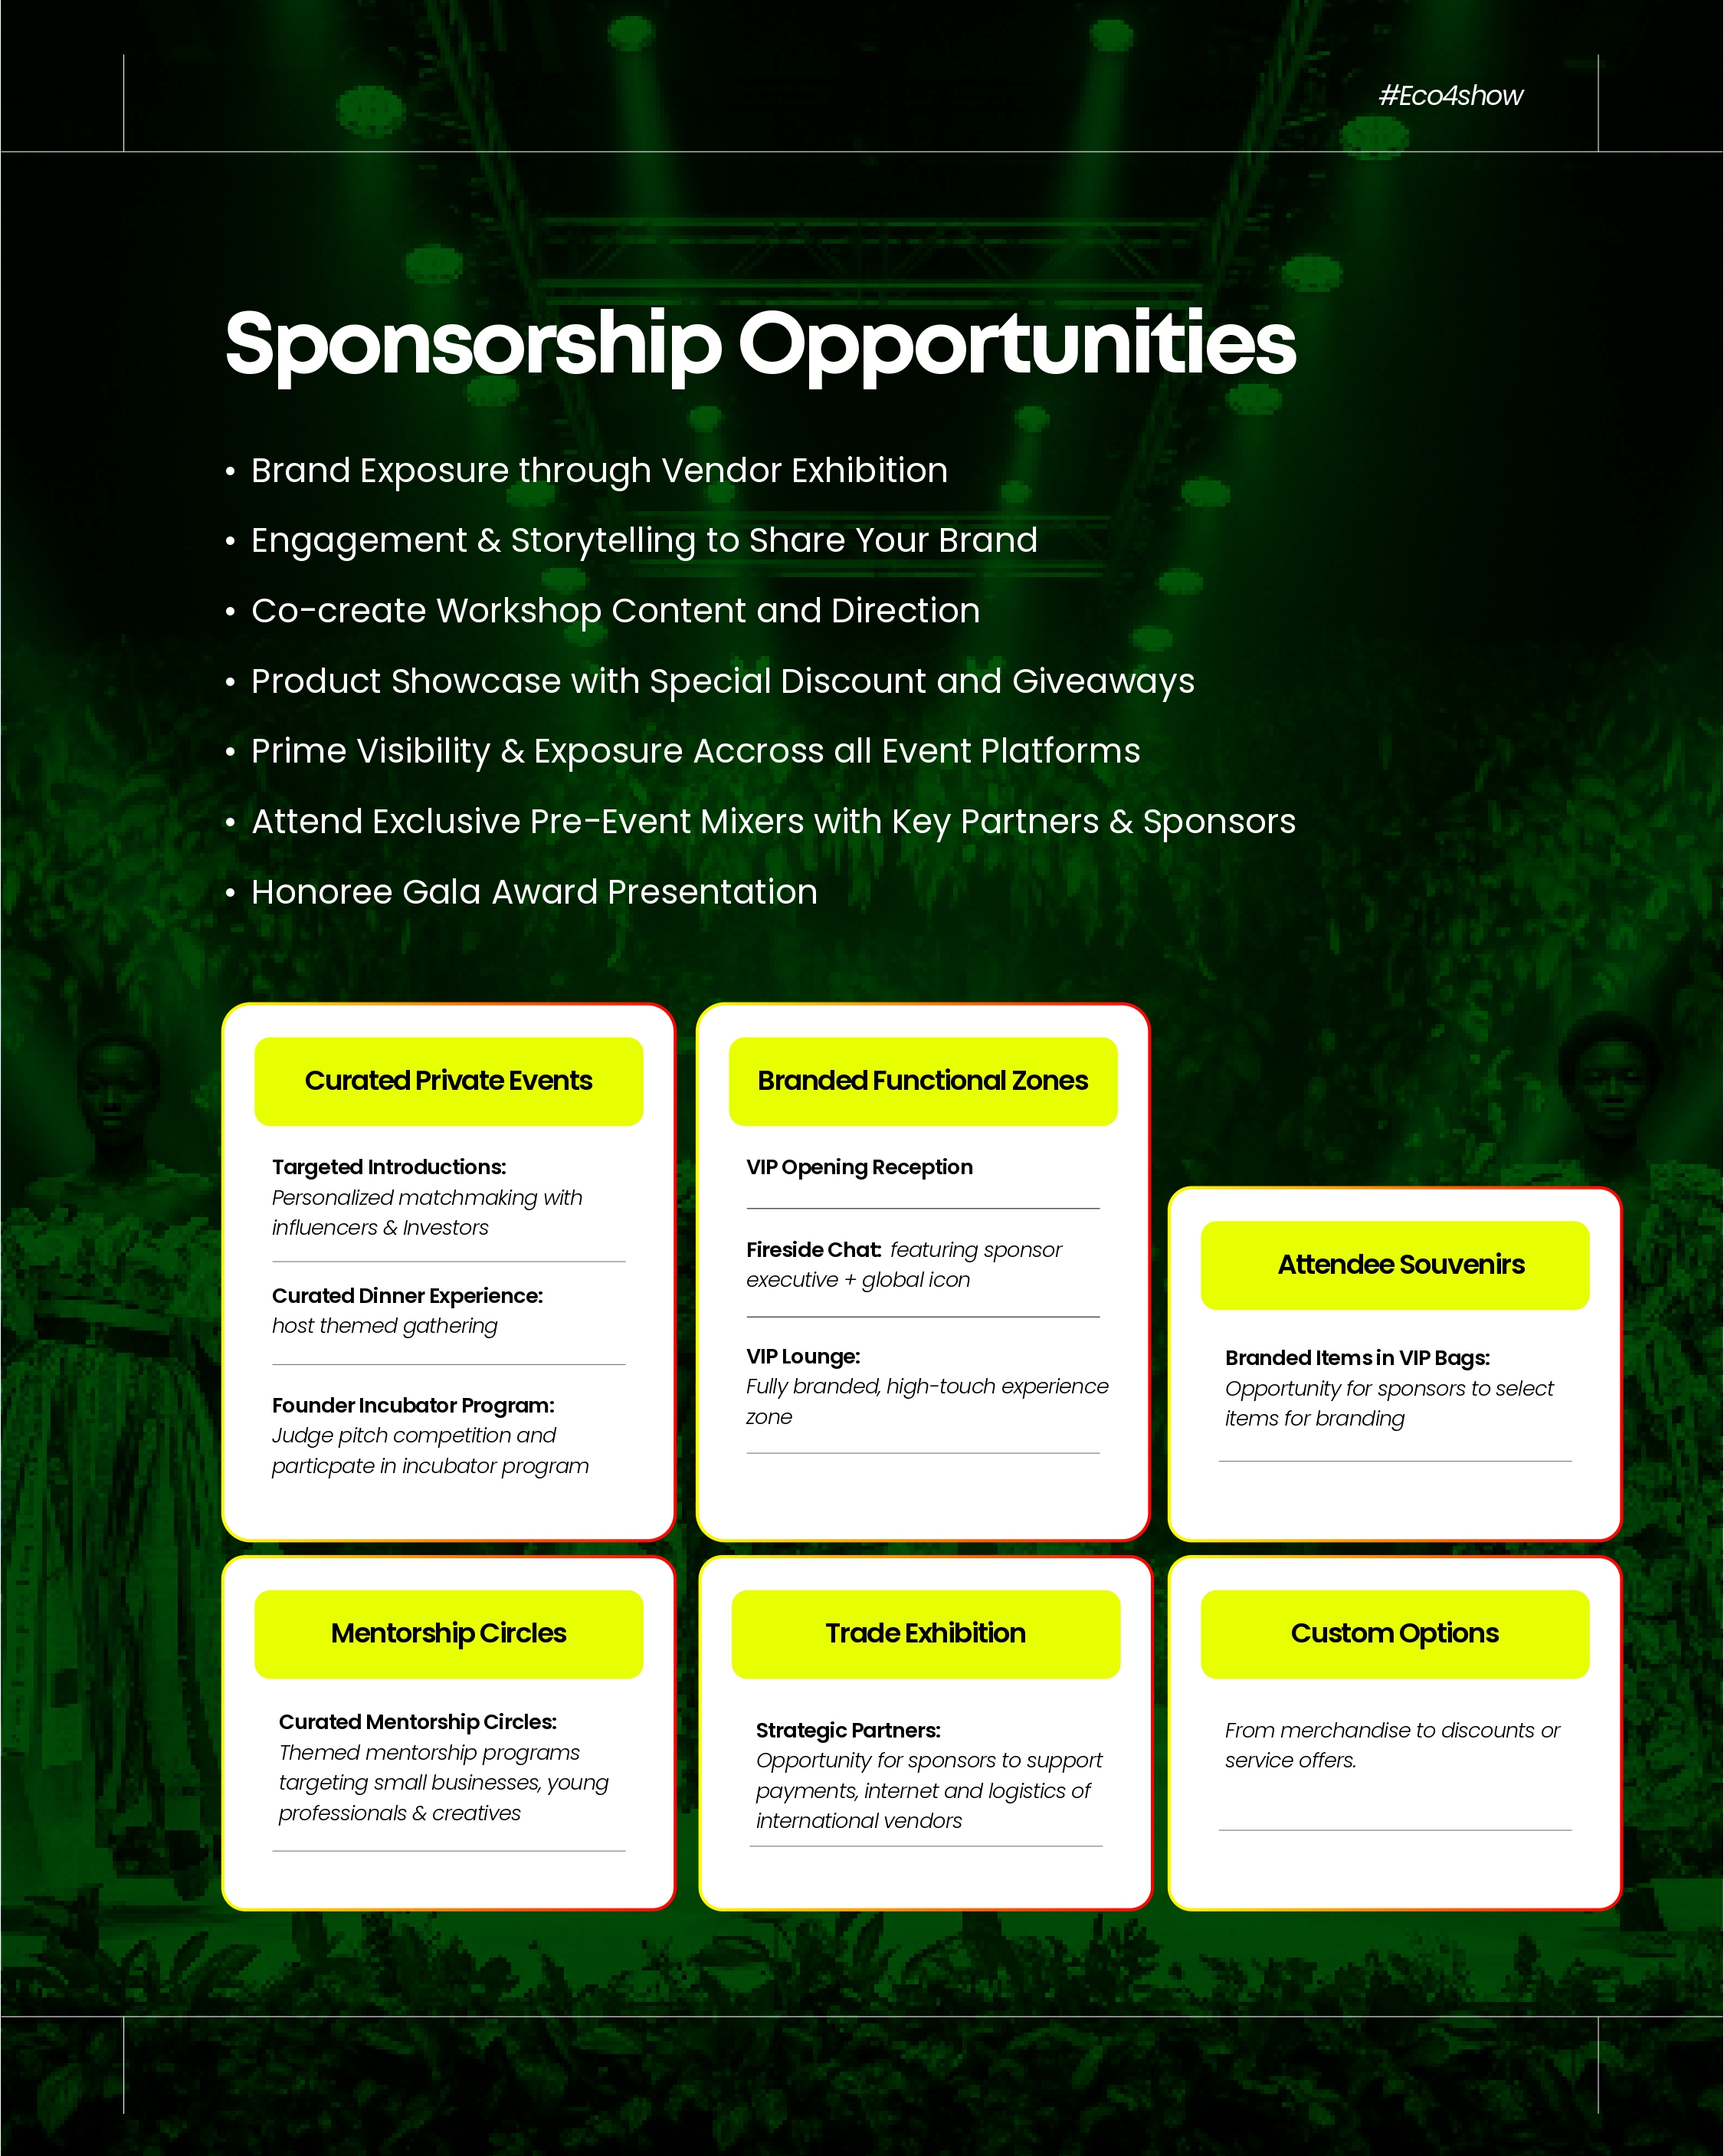 #Eco4show
Sponsorship Opportunities
• Brand Exposure through Vendor Exhibition
• Engagement & Storytelling to Share Your Brand
• Co-create Workshop Content and Direction
• Product Showcase with Special Discount and Giveaways
• Prime Visibility & Exposure Accross all Event Platforms
• Attend Exclusive Pre-Event Mixers with Key Partners & Sponsors
• Honoree Gala Award Presentation
Curated Private Events
Targeted Introductions:
Personalized matchmaking with
influencers & Investors
Curated Dinner Experience:
host themed gathering
Founder Incubator Program:
Judge pitch competition and
particpate in incubator program
Branded Functional Zones
VIP Opening Reception
Fireside Chat: featuring sponsor
executive + global icon
VIP Lounge:
Fully branded, high-touch experience
zone
Attendee Souvenirs
Branded Items in VIP Bags:
Opportunity for sponsors to select
items for branding
Mentorship Circles
Curated Mentorship Circles:
Themed mentorship programs
targeting small businesses, young
professionals & creatives
Trade Exhibition
Strategic Partners:
Opportunity for sponsors to support
payments, internet and logistics of
international vendors
Custom Options
From merchandise to discounts or
service offers.